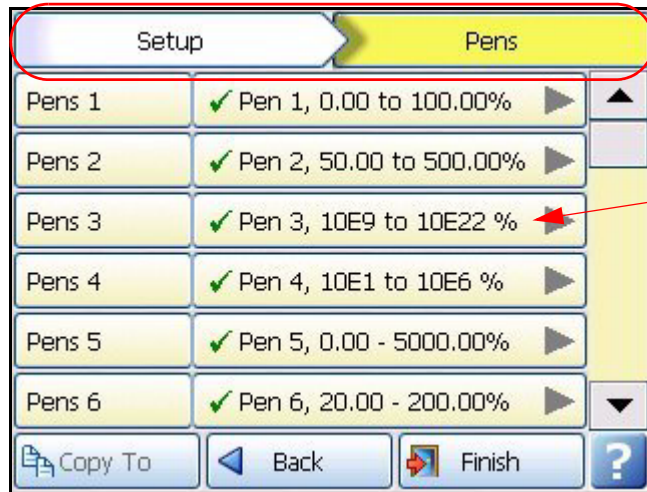 Setup Pens
Pens 1 Pen 1, 0.00 to 100.00%
Pens 2 Pen 2, 50.00 to 500.00%
Pens 3 Pen 3, 10E9 to 10E22 %
Pens 4 Pen 4, 10E1 to 10E6 %
Pens 5 Pen 5, 0.00 - 5000.00%
Pens 6 Pen 6, 20.00 - 200.00%
Copy To Back Finish ?